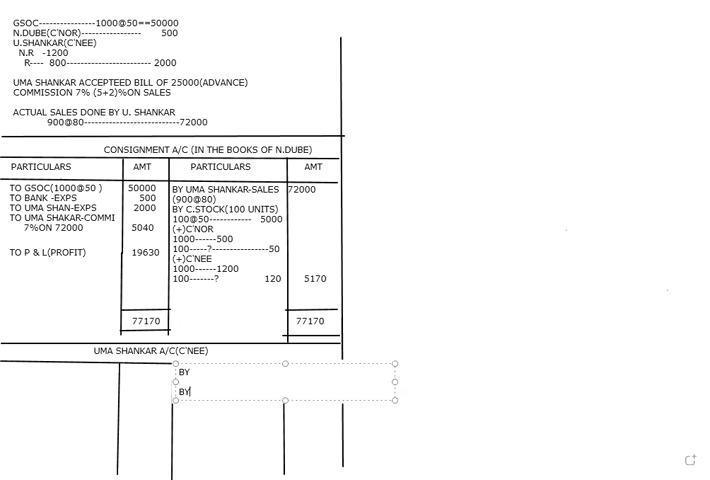 GSOC----------------1000@50==50000
N.DUBE(C'NOR)----------------- 500
U.SHANKAR(C'NEE)
N.R -1200
R---- 800------------------------ 2000
UMA SHANKAR ACCEPTEED BILL OF 25000(ADVANCE)
COMMISSION 7% (5+2)%ON SALES
ACTUAL SALES DONE BY U. SHANKAR
900@80---------------------------72000
CONSIGNMENT A/C (IN THE BOOKS OF N.DUBE)
PARTICULARS AMT PARTICULARS AMT
TO GSOC(1000@50 ) 50000 BY UMA SHANKAR-SALES 72000
TO BANK -EXPS 500 (900@80)
TO UMA SHAN-EXPS 2000 BY C.STOCK(100 UNITS)
TO UMA SHAKAR-COMMI 100@50------------ 5000
7%ON 72000 5040 (+)C'NOR
1000------500
TO P & L(PROFIT) 19630 100-----?----------------50
(+)C'NEE
1000------1200
100-------? 120 5170
77170 77170
UMA SHANKAR A/C(C'NEE)
BY
BY